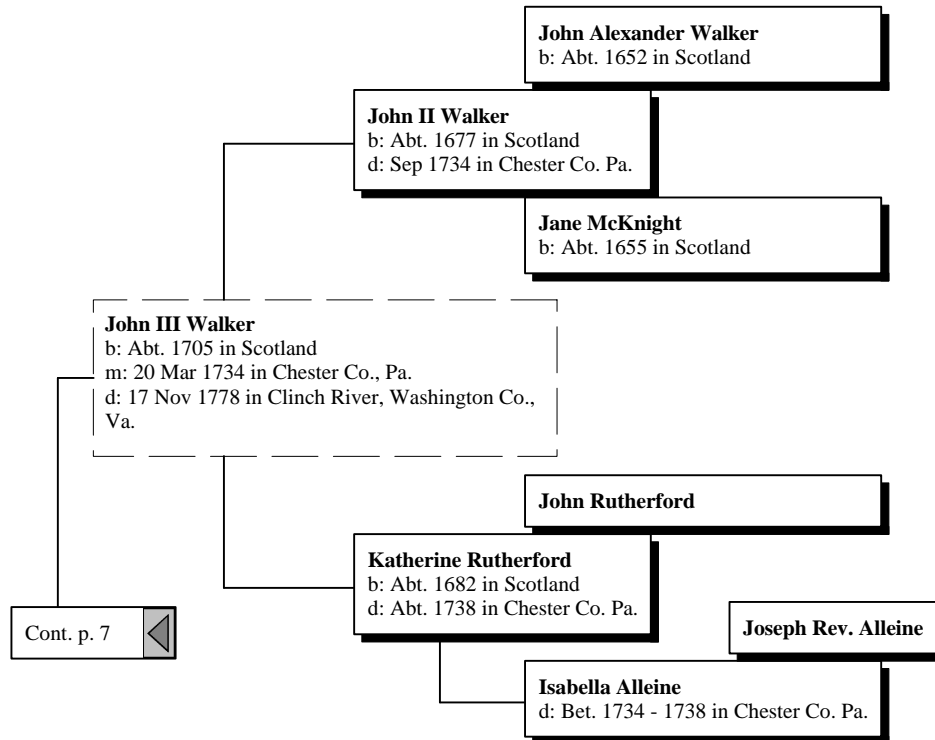 John Alexander Walker
b: Abt. 1652 in Scotland
John II Walker
b: Abt. 1677 in Scotland
d: Sep 1734 in Chester Co. Pa.
Jane McKnight
b: Abt. 1655 in Scotland
John III Walker
b: Abt. 1705 in Scotland
m: 20 Mar 1734 in Chester Co., Pa.
d: 17 Nov 1778 in Clinch River, Washington Co.,
Va.
John Rutherford
Katherine Rutherford
b: Abt. 1682 in Scotland
d: Abt. 1738 in Chester Co. Pa.
Cont. p. 7
Joseph Rev. Alleine
Isabella Alleine
d: Bet. 1734 - 1738 in Chester Co. Pa.